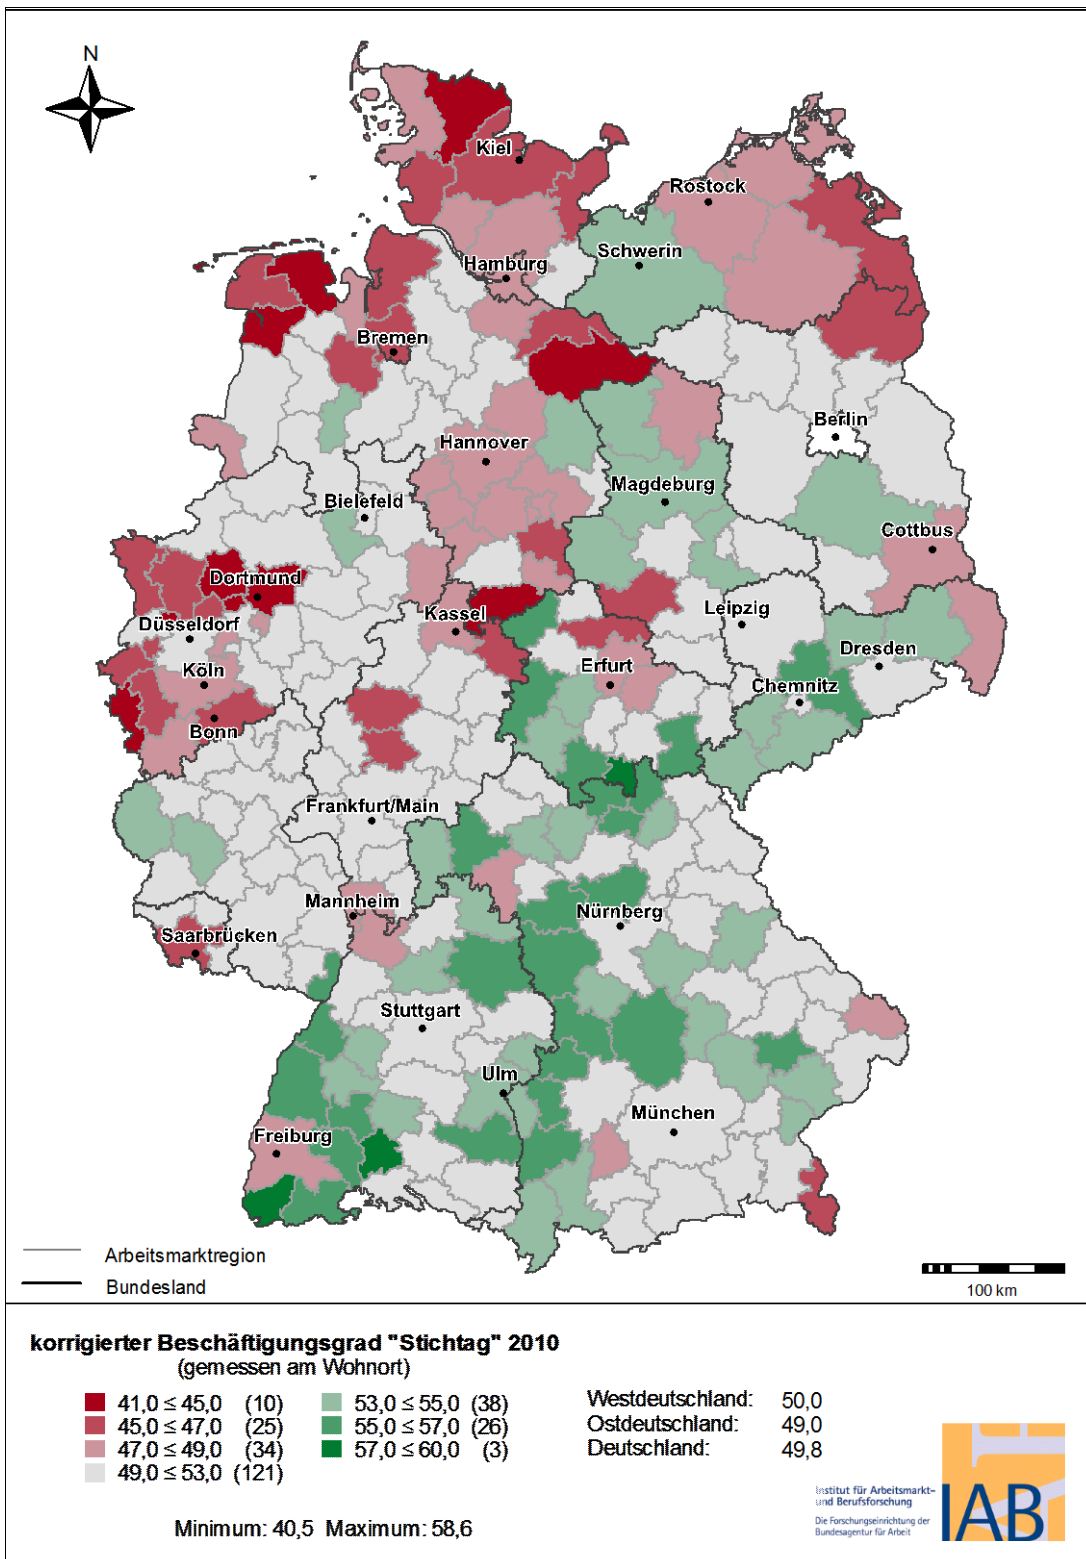 N
Kiel
Rostock
Schwerin
Hamburg
Bremen
Berlin
Hannover
Magdeburg
Bielefeld
Cottbus
Dortmund
Leipzig
Kassel
Düsseldorf
Dresden
Köln
Erfurt
Chemnitz
Bonn
Frankfurt/Main
Mannheim
Nürnberg
Saarbrücken
Stuttgart
Ulm
München
Freiburg
Arbeitsmarktregion
Bundesland
100 km
korrigierter Beschäftigungsgrad "Stichtag" 2010
(gemessen am Wohnort)
41,0 ≤ 45,0 (10)
45,0 ≤ 47,0 (25)
47,0 ≤ 49,0 (34)
49,0 ≤ 53,0 (121)
53,0 ≤ 55,0 (38)
55,0 ≤ 57,0 (26)
57,0 ≤ 60,0 (3)
Westdeutschland: 50,0
Ostdeutschland: 49,0
Deutschland: 49,8
Minimum: 40,5 Maximum: 58,6
Institut für Arbeitsmarkt-
und Berufsforschung
Die Forschungseinrichtung der
Bundesagentur für Arbeit
IAB